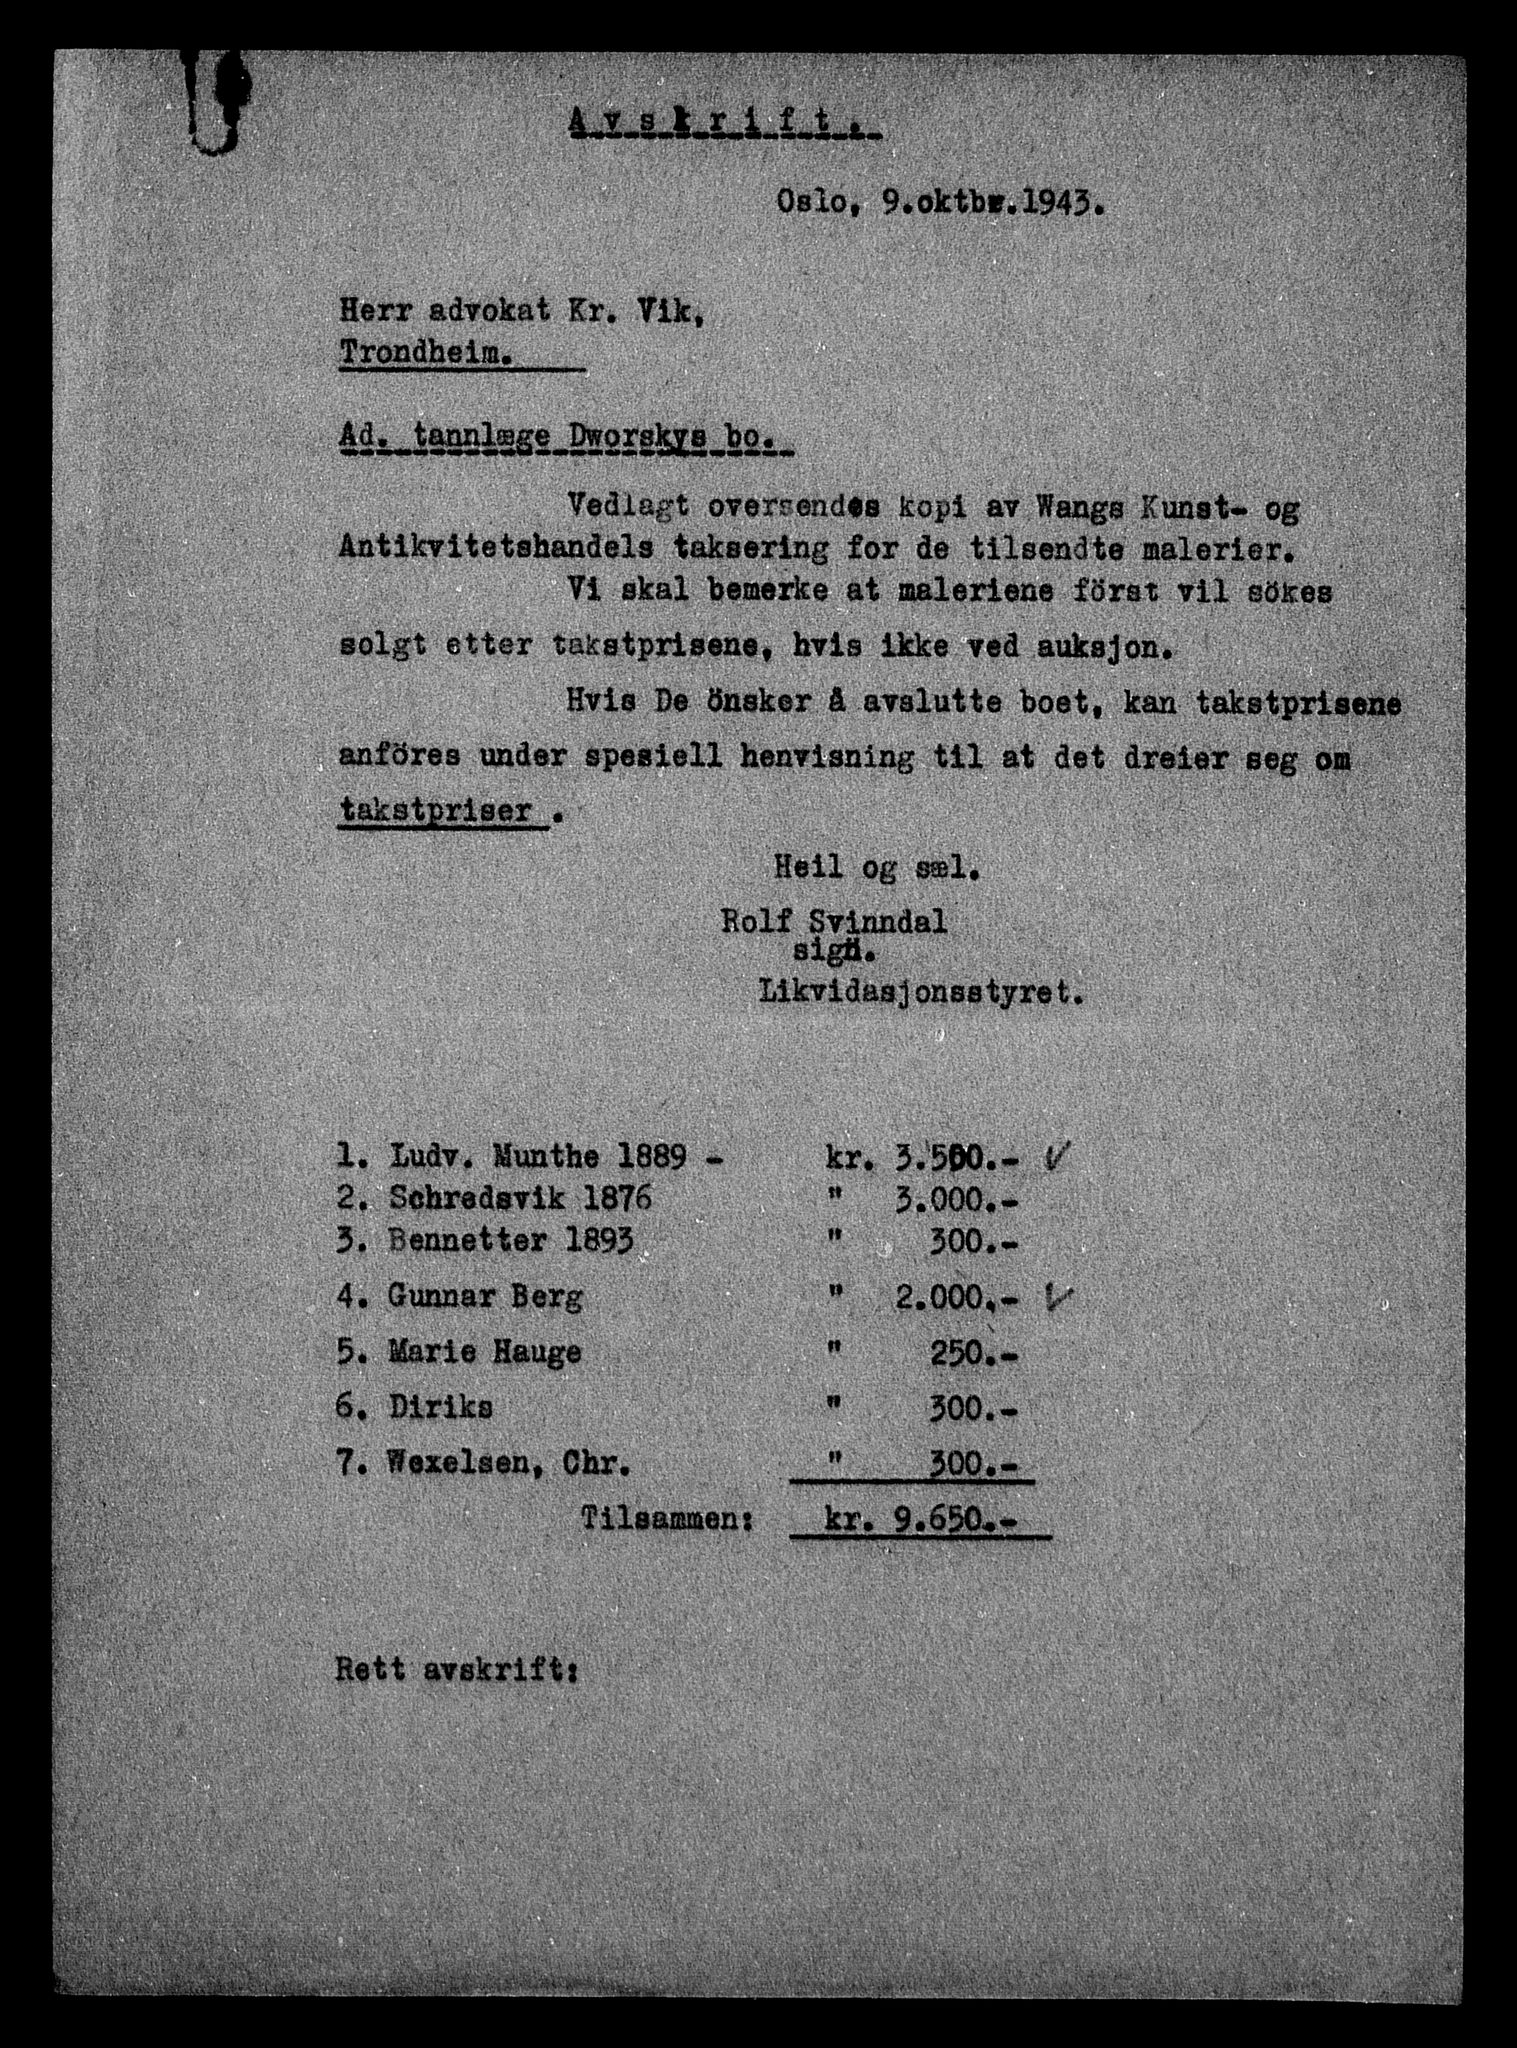 Avskrift.
Oslo, 9.oktbr.1943.
Herr advokat Kr. Vik,
Trondheim.
Ad. tannlæge Dworskys bo.
Vedlagt oversendes kopi av Wangs Kunst- og
Antikvitetshandels taksering for de tilsendte malerier.
Vi skal bemerke at maleriene först vil sökes
solgt etter takstprisene, hvis ikke ved auksjon.
Hvis De önsker å avslutte boet, kan takstprisene
anföres under spesiell henvisning til at det dreier seg om
takstpriser.
Heil og sæl.
Rolf Svinndal
sign.
Likvidasjonsstyret.
1. Ludv. Munthe 1889 - kr. 3.500.- ✓
2. Schredsvik 1876 " 3.000.-
3. Bennetter 1893 " 300.-
4. Gunnar Berg " 2.000.- ✓
5. Marie Hauge " 250.-
6. Diriks " 300.-
7. Wexelsen, Chr. " 300.-
Tilsammen: kr. 9.650.-
Rett avskrift: